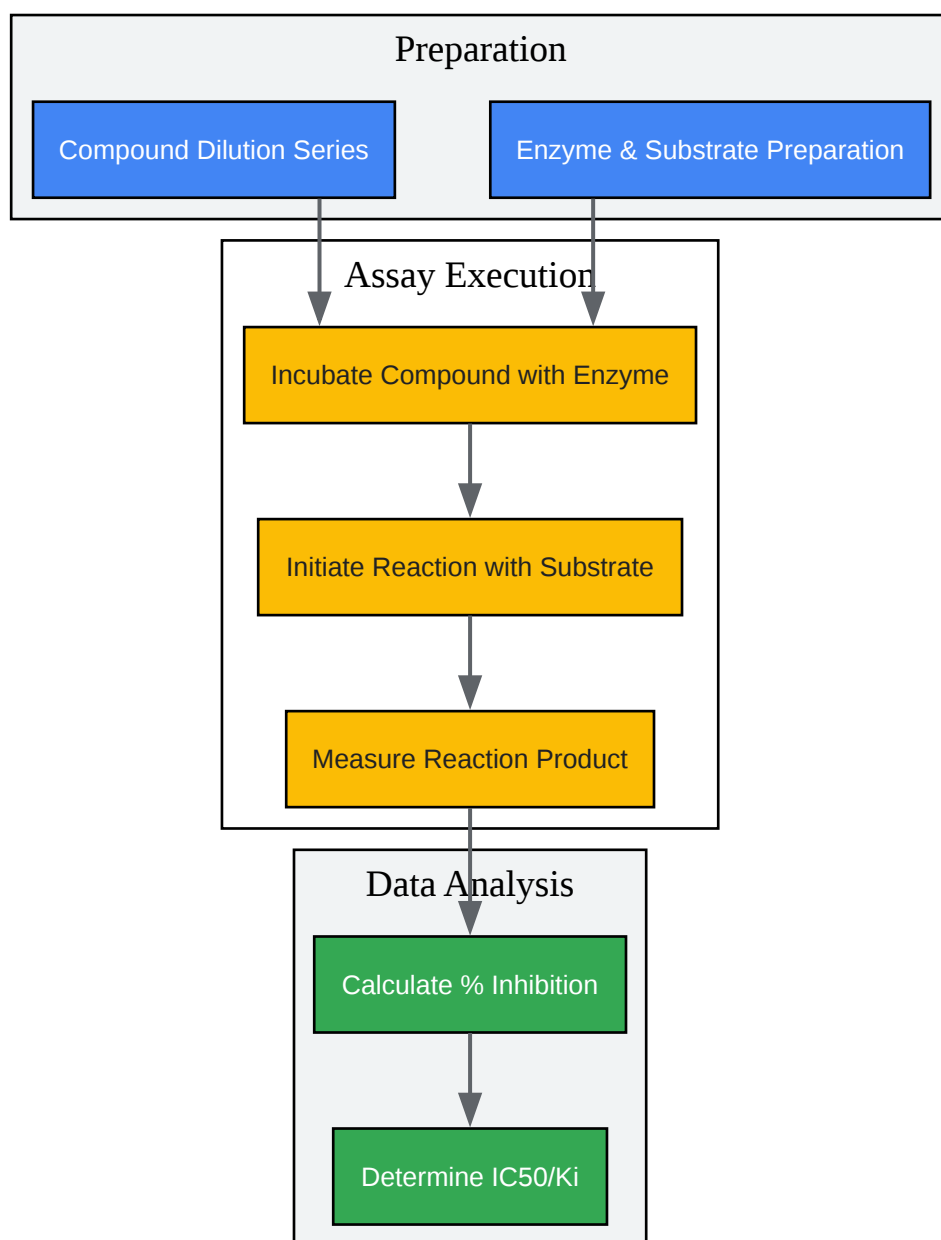 Preparation
Compound Dilution Series
Enzyme & Substrate Preparation
Assay Execution
Incubate Compound with Enzyme
Initiate Reaction with Substrate
Measure Reaction Product
Data Analysis
Calculate % Inhibition
Determine IC50/Ki